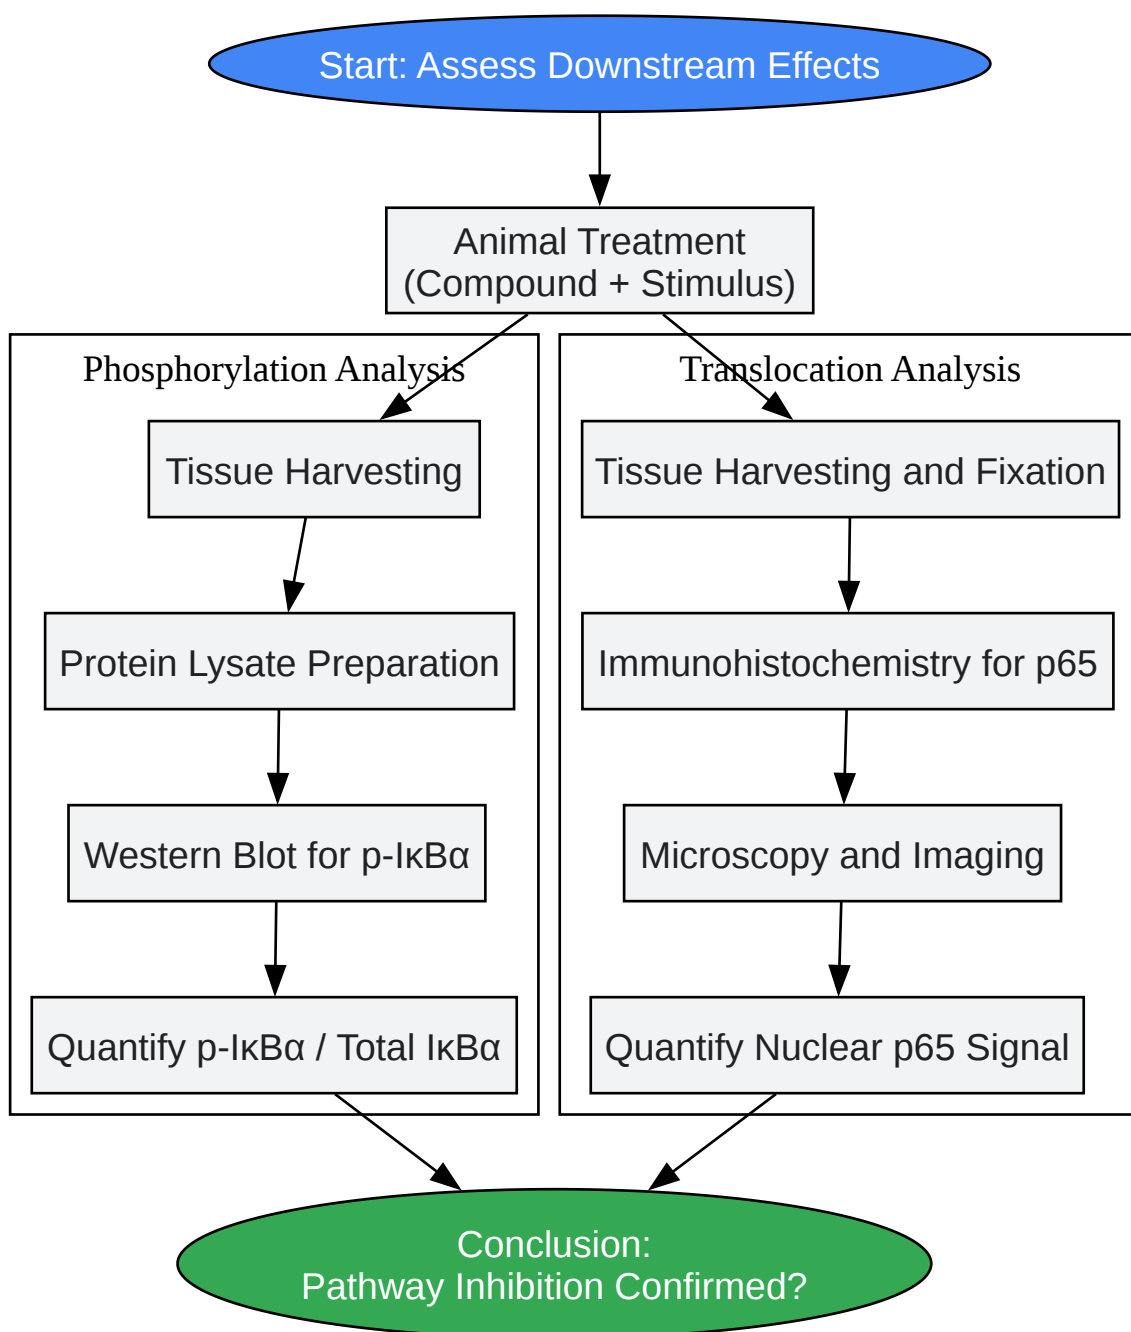 Start: Assess Downstream Effects
Animal Treatment
(Compound + Stimulus)
Phosphorylation Analysis
Tissue Harvesting
Protein Lysate Preparation
Western Blot for p-IκBα
Quantify p-IκBα / Total IκBα
Translocation Analysis
Tissue Harvesting and Fixation
Immunohistochemistry for p65
Microscopy and Imaging
Quantify Nuclear p65 Signal
Conclusion:
Pathway Inhibition Confirmed?